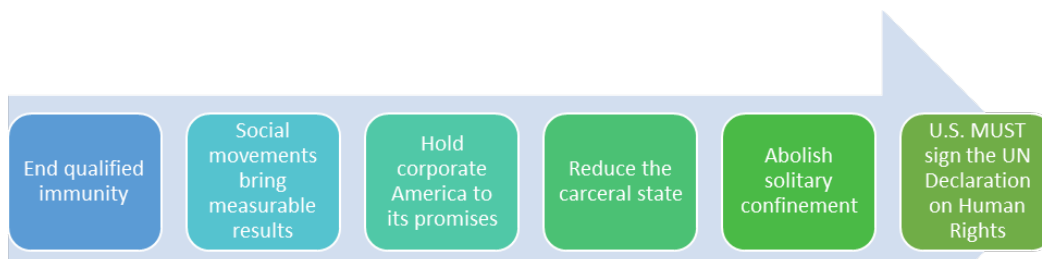 End qualified
immunity
Social
movements
bring
measurable
results
Hold
corporate
America to
its promises
Reduce the
carceral state
Abolish
solitary
confinement
U.S. MUST
sign the UN
Declaration
on Human
Rights